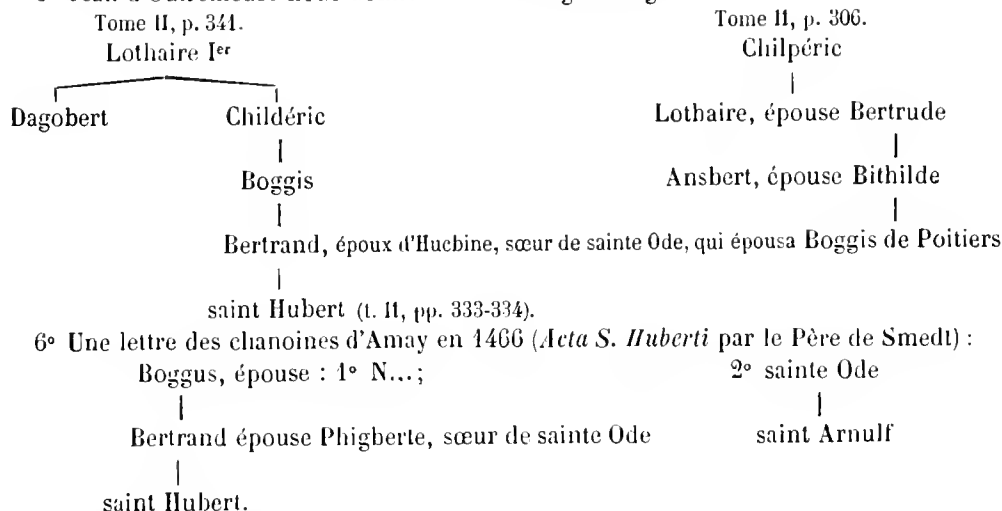 Tome II, p. 341. Tome II, p. 306.
Lothaire Ier Chilpéric
Dagobert Childéric Lothaire, épouse Bertrude
Boggis Ansbert, épouse Bithilde
Bertrand, époux d'Hucbine, sœur de sainte Ode, qui épousa Boggis de Poitiers
saint Hubert (t. II, pp. 333-334).
6° Une lettre des chanoines d'Amay en 1466 (Acta S. Huberti par le Père de Smedt) :
Boggus, épouse : 1° N...; 2° sainte Ode
Bertrand épouse Phigberte, sœur de sainte Ode saint Arnulf
saint Hubert.